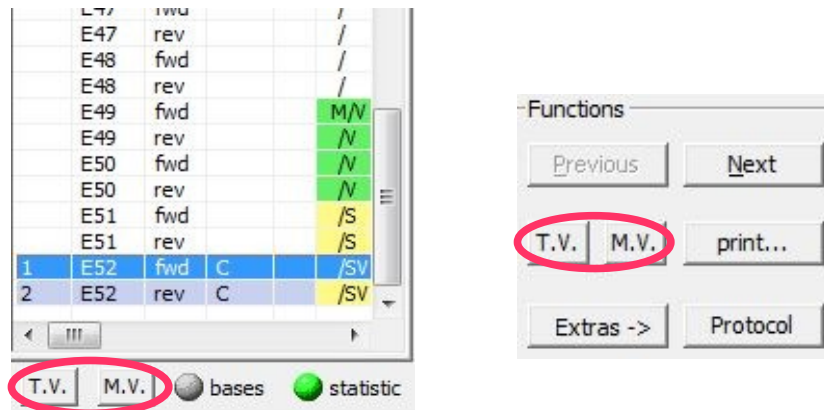 E47 rev /
E48 fwd /
E48 rev /
E49 fwd M/V
E49 rev /V
E50 fwd /V
E50 rev /V
E51 fwd /S
E51 rev /S
1 E52 fwd C /SV
2 E52 rev C /SV
T.V. M.V. bases statistic
Functions
Previous Next
T.V. M.V. print...
Extras -> Protocol